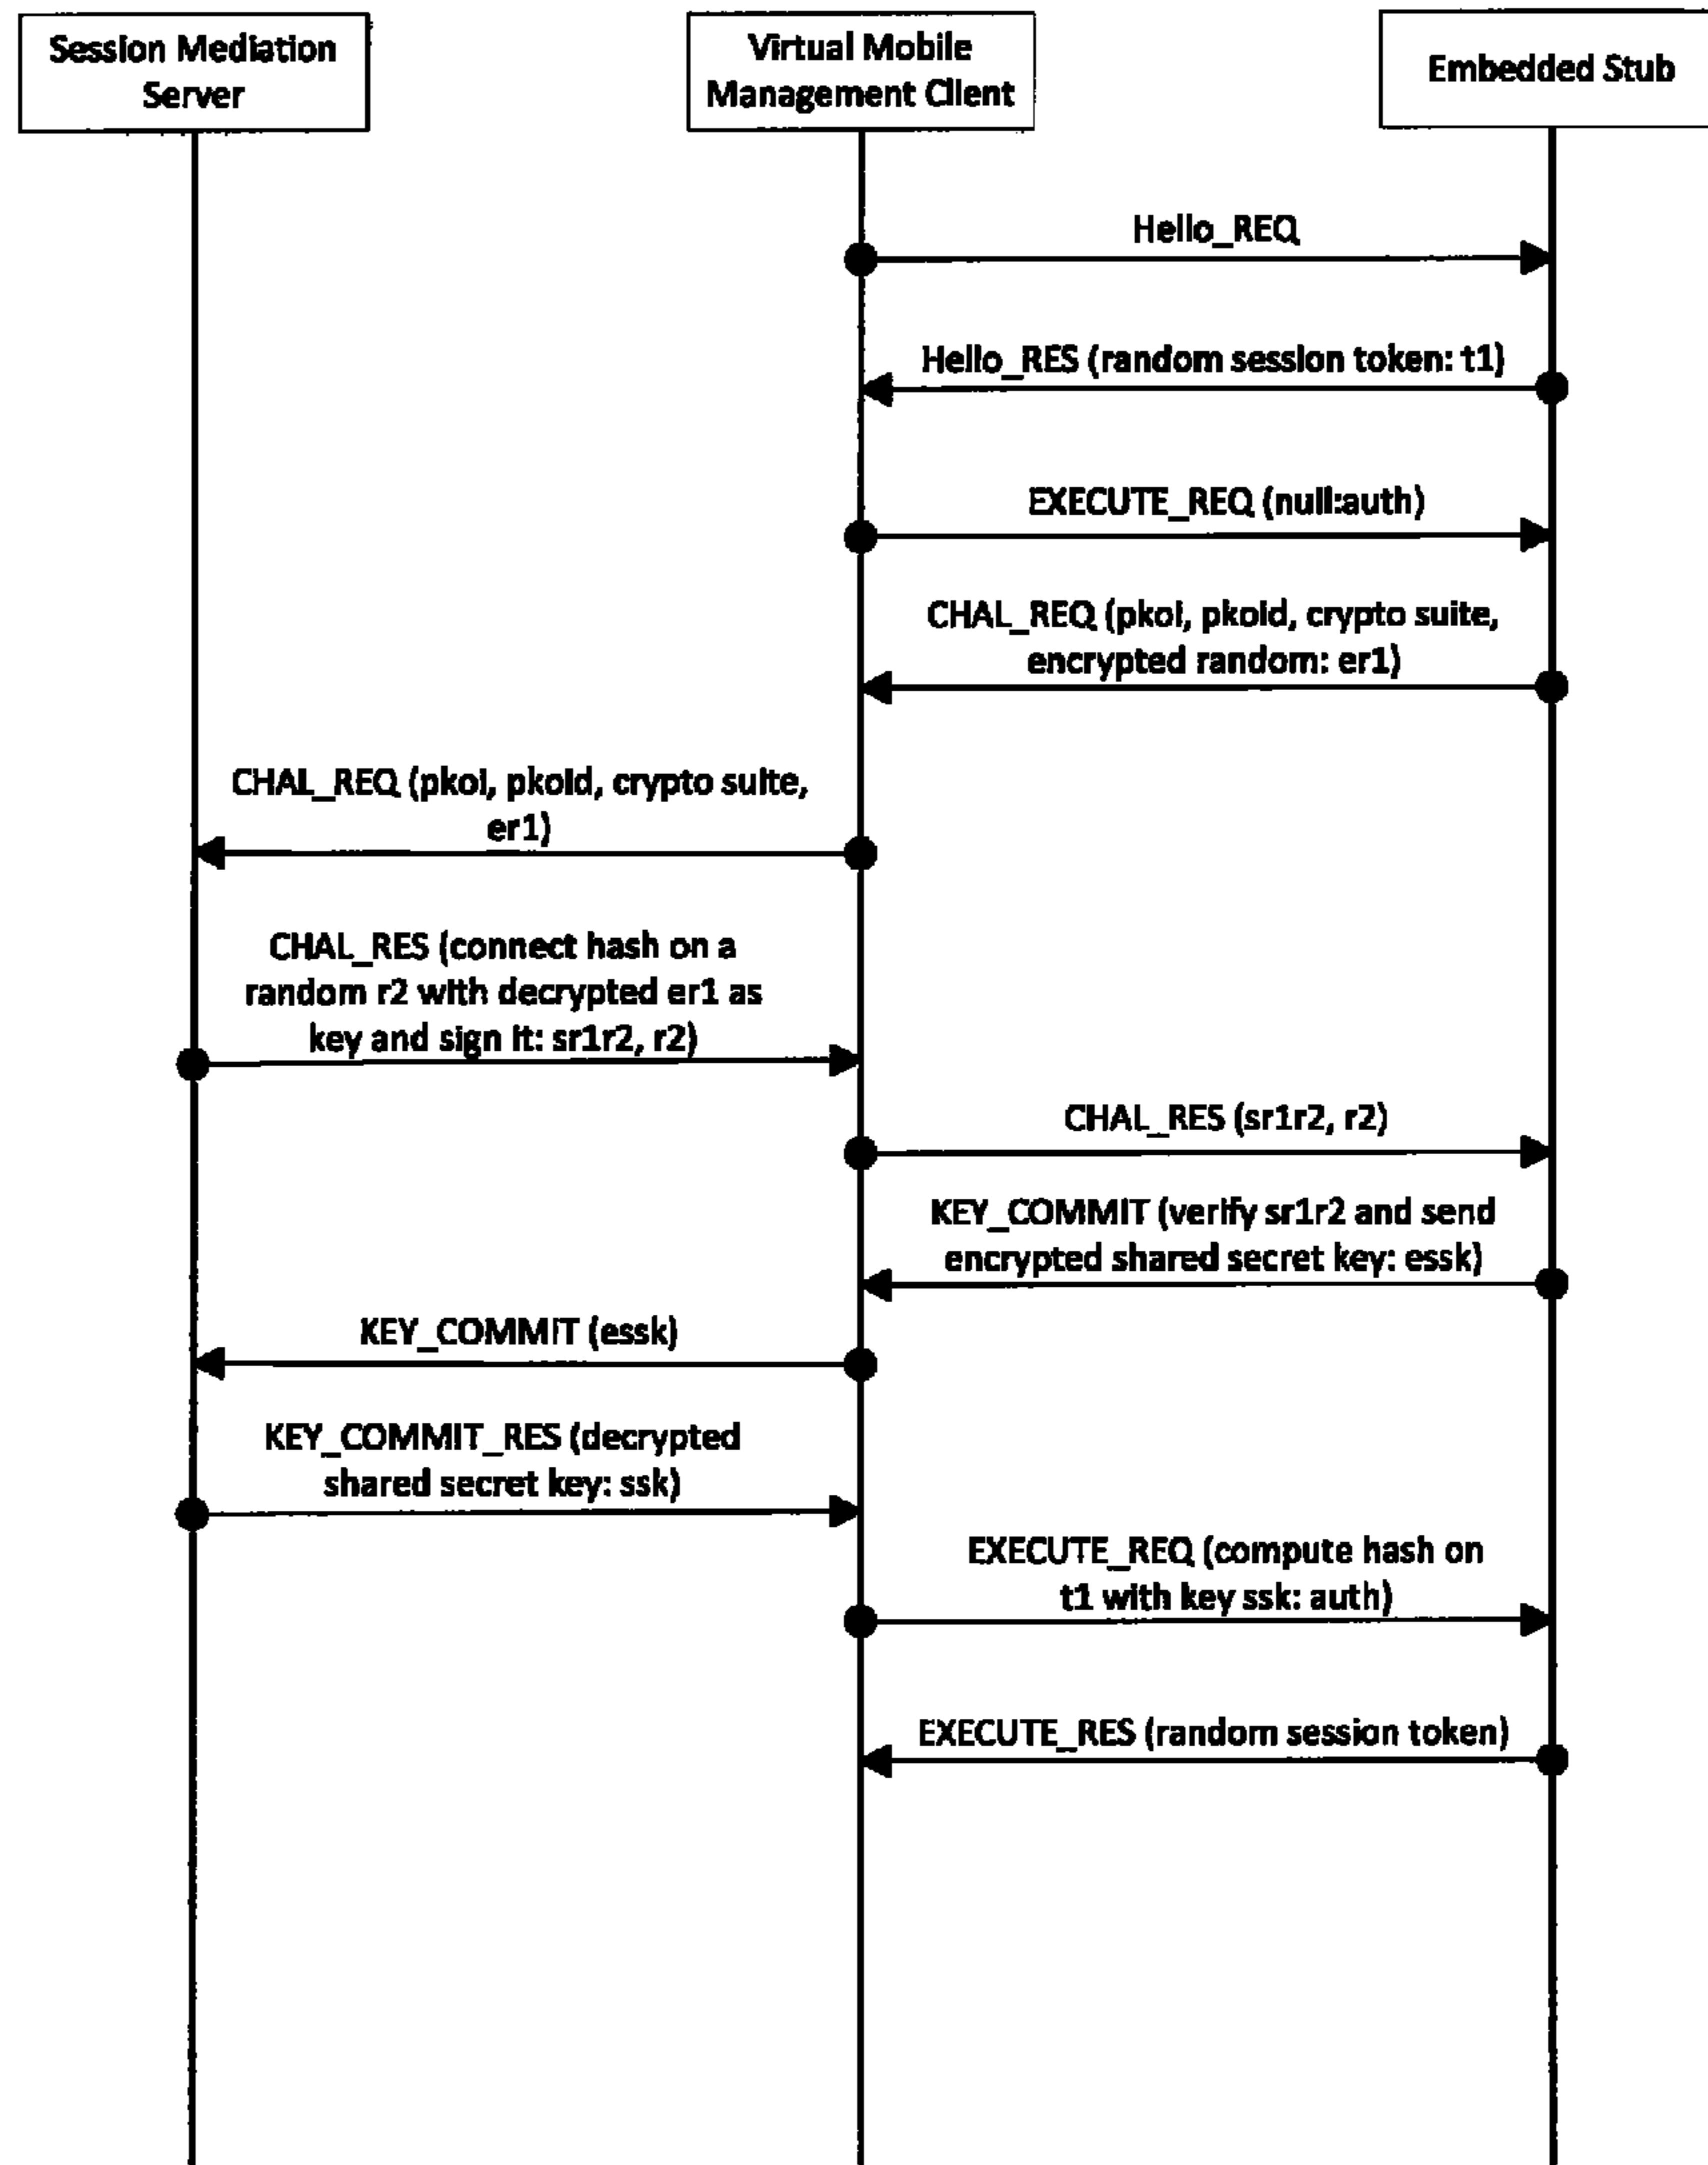 Session Mediation
Server
Virtual Mobile
Management Client
Embedded Stub
Hello_REQ
Hello_RES (random session token: t1)
EXECUTE_REQ (null:auth)
CHAL_REQ (pkoi, pkoid, crypto suite,
encrypted random: er1)
CHAL_REQ (pkoi, pkoid, crypto suite,
er1)
CHAL_RES (connect hash on a
random r2 with decrypted er1 as
key and sign it: sr1r2, r2)
CHAL_RES (sr1r2, r2)
KEY_COMMIT (verify sr1r2 and send
encrypted shared secret key: essk)
KEY_COMMIT (essk)
KEY_COMMIT_RES (decrypted
shared secret key: ssk)
EXECUTE_REQ (compute hash on
t1 with key ssk: auth)
EXECUTE_RES (random session token)